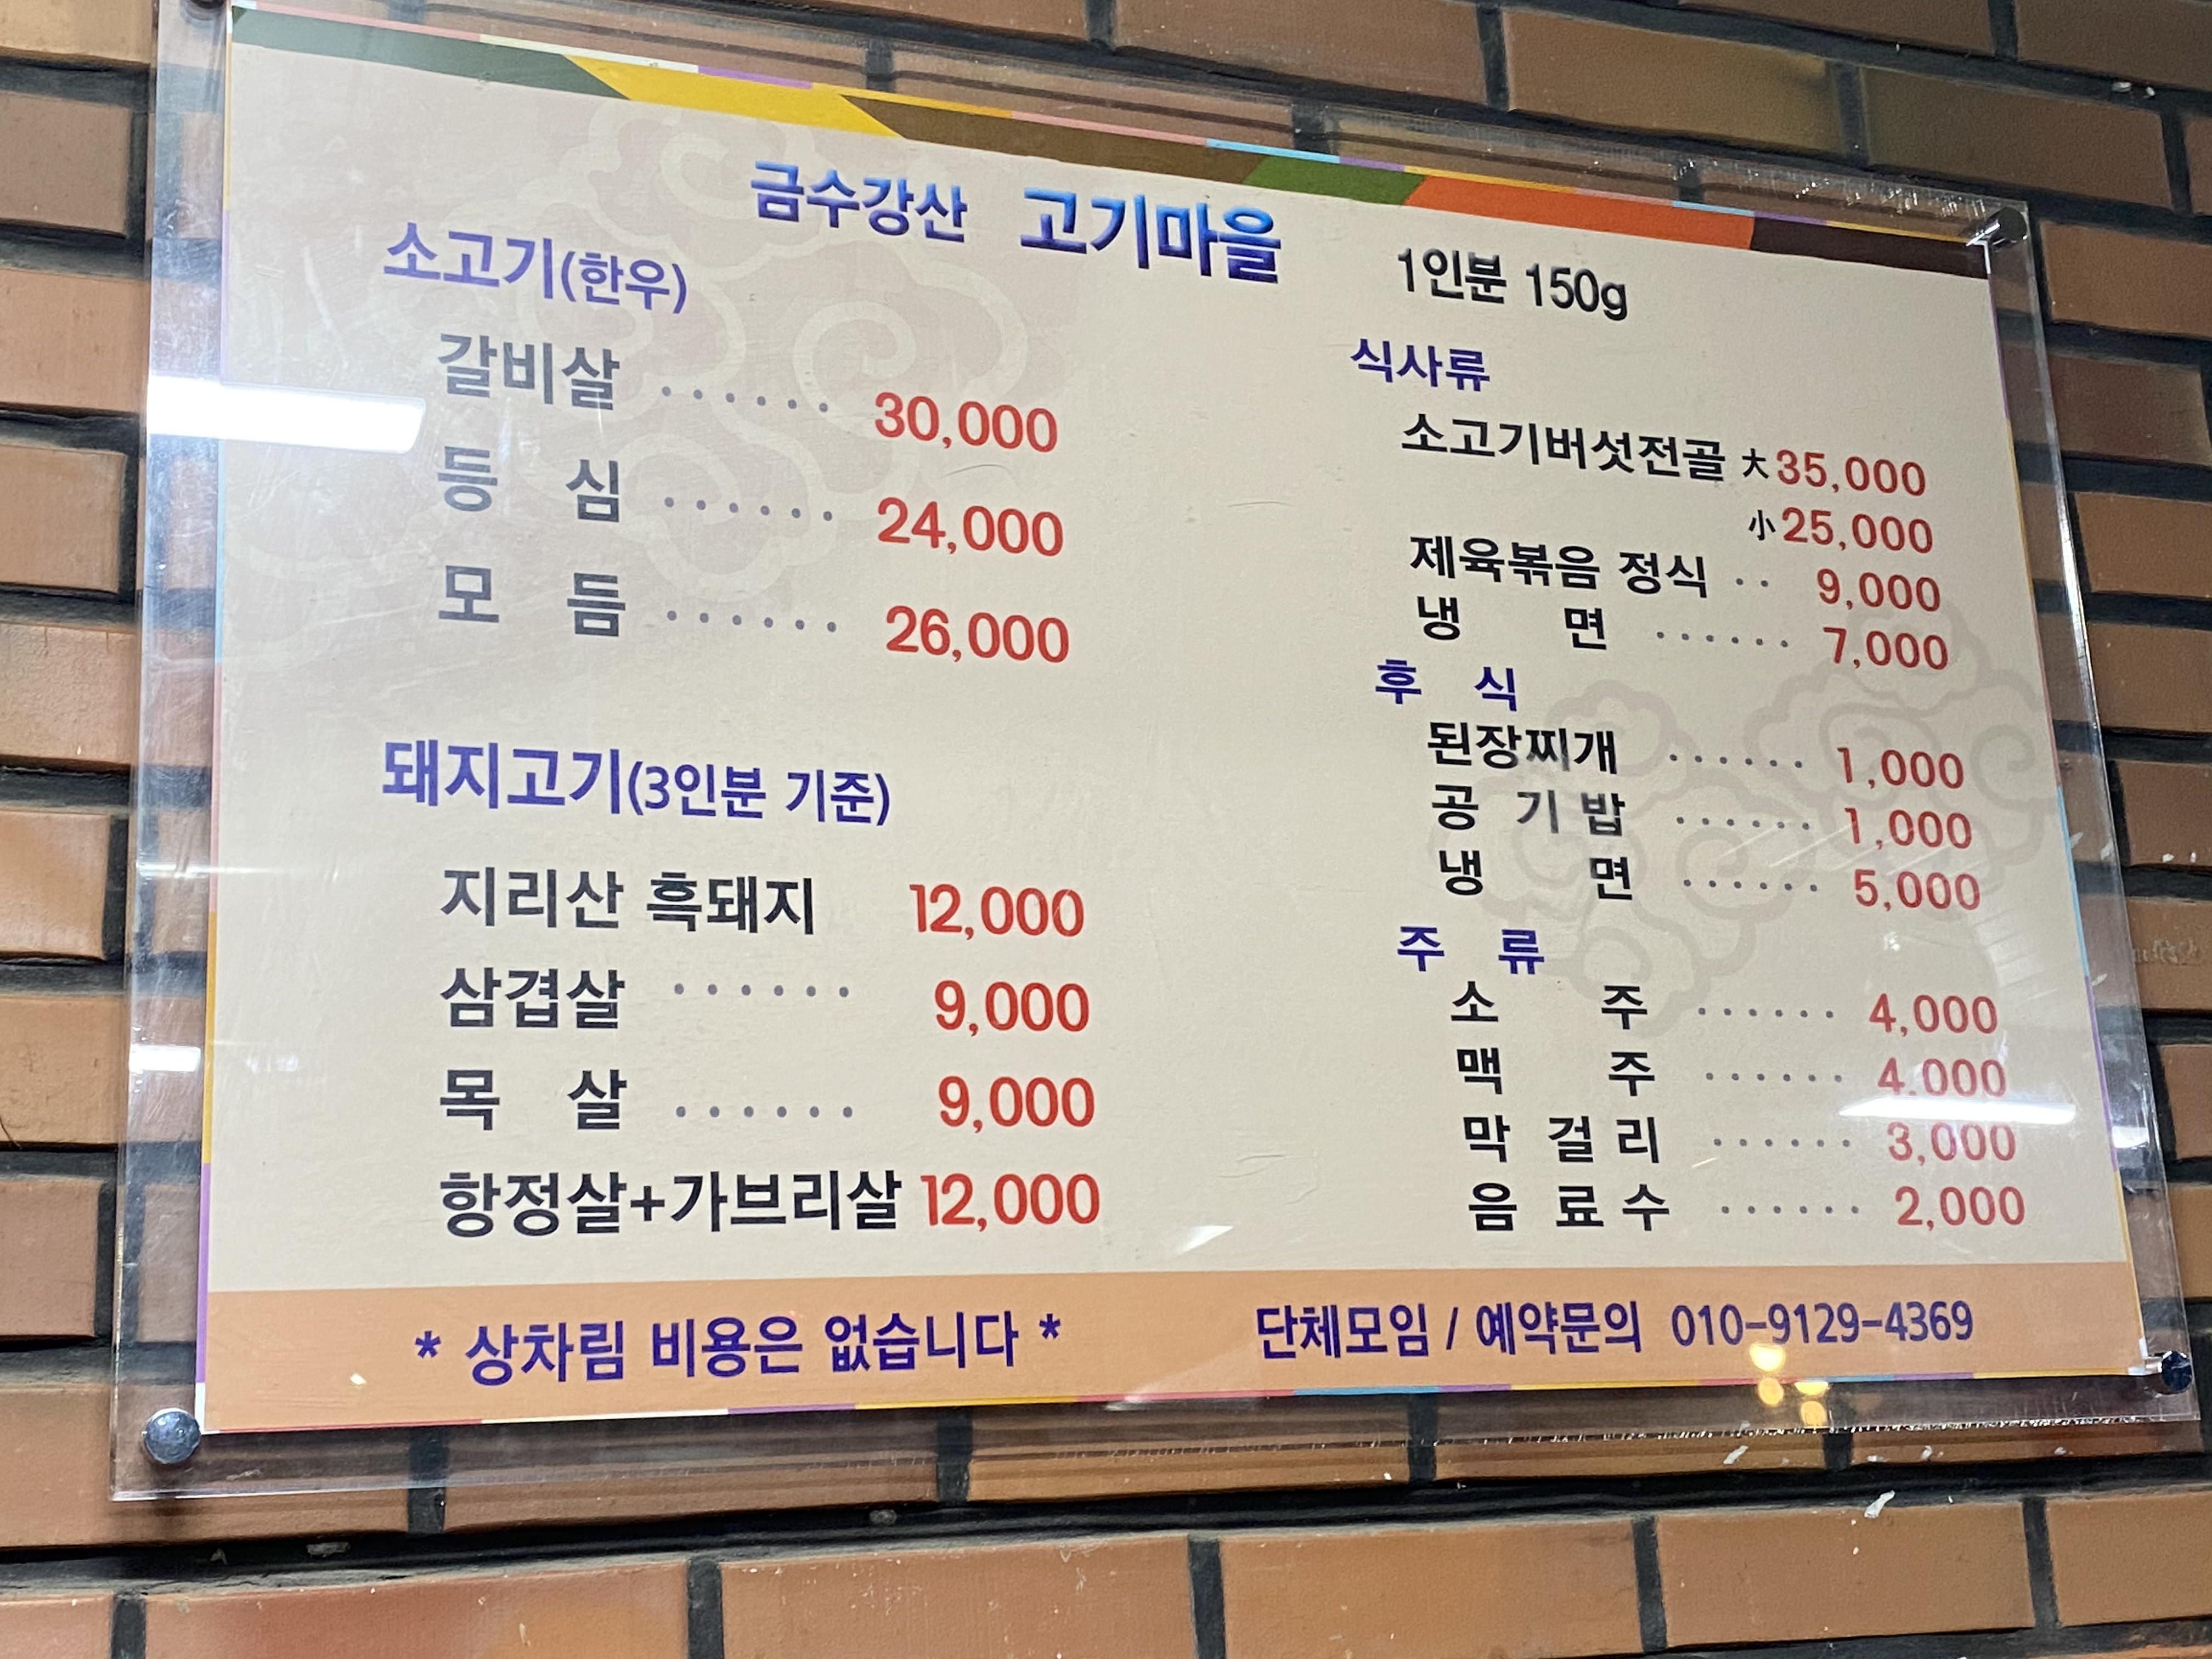 금수강산 고기마을
1인분 150g
소고기(한우)
갈비살 ······ 30,000
등 심 ······ 24,000
모 듬 ······ 26,000
돼지고기(3인분 기준)
지리산 흑돼지 12,000
삼겹살 ······ 9,000
목 살 ······ 9,000
항정살+가브리살 12,000
식사류
소고기버섯전골 大 35,000
小 25,000
제육볶음 정식 ·· 9,000
냉 면 ······ 7,000
후 식
된장찌개 ······ 1,000
공 기 밥 ······ 1,000
냉 면 ······ 5,000
주 류
소 주 ······ 4,000
맥 주 ······ 4.000
막 걸 리 ······ 3,000
음 료 수 ······ 2,000
* 상차림 비용은 없습니다 *
단체모임 / 예약문의 010-9129-4369